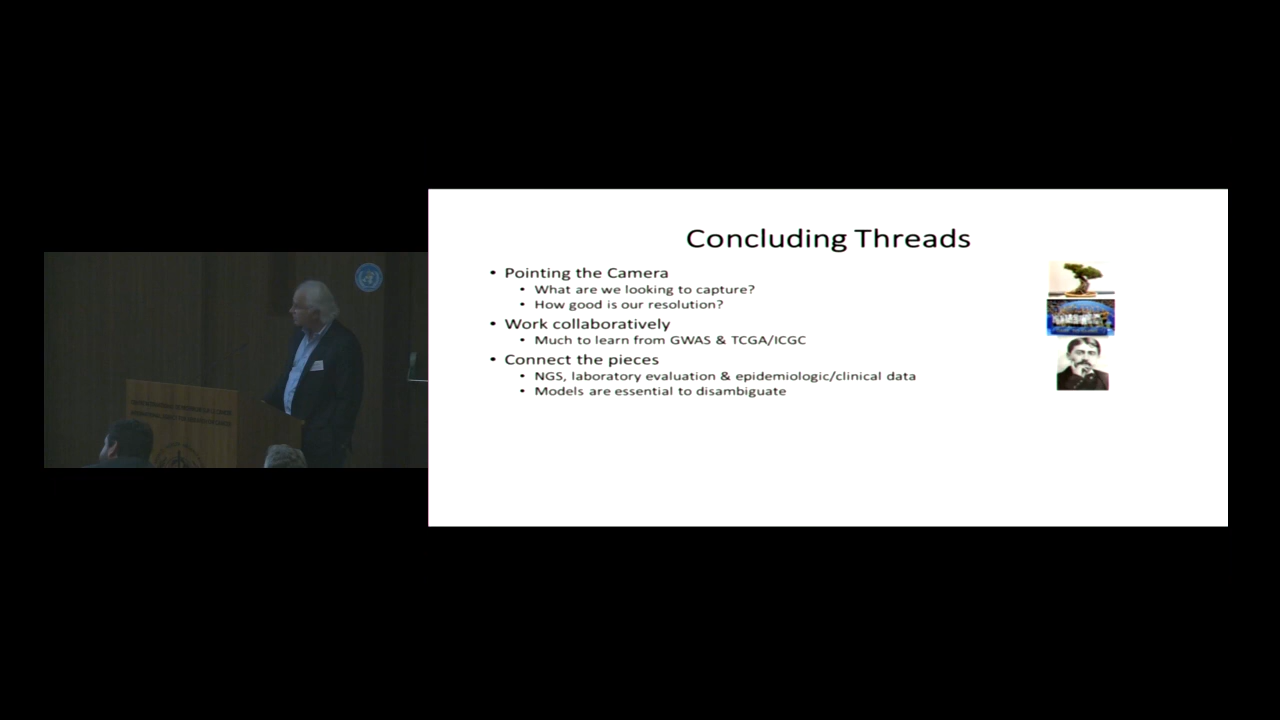 Concluding Threads
• Pointing the Camera
• What are we looking to capture?
• How good is our resolution?
• Work collaboratively
• Much to learn from GWAS & TCGA/ICGC
• Connect the pieces
• NGS, laboratory evaluation & epidemiologic/clinical data
• Models are essential to disambiguate